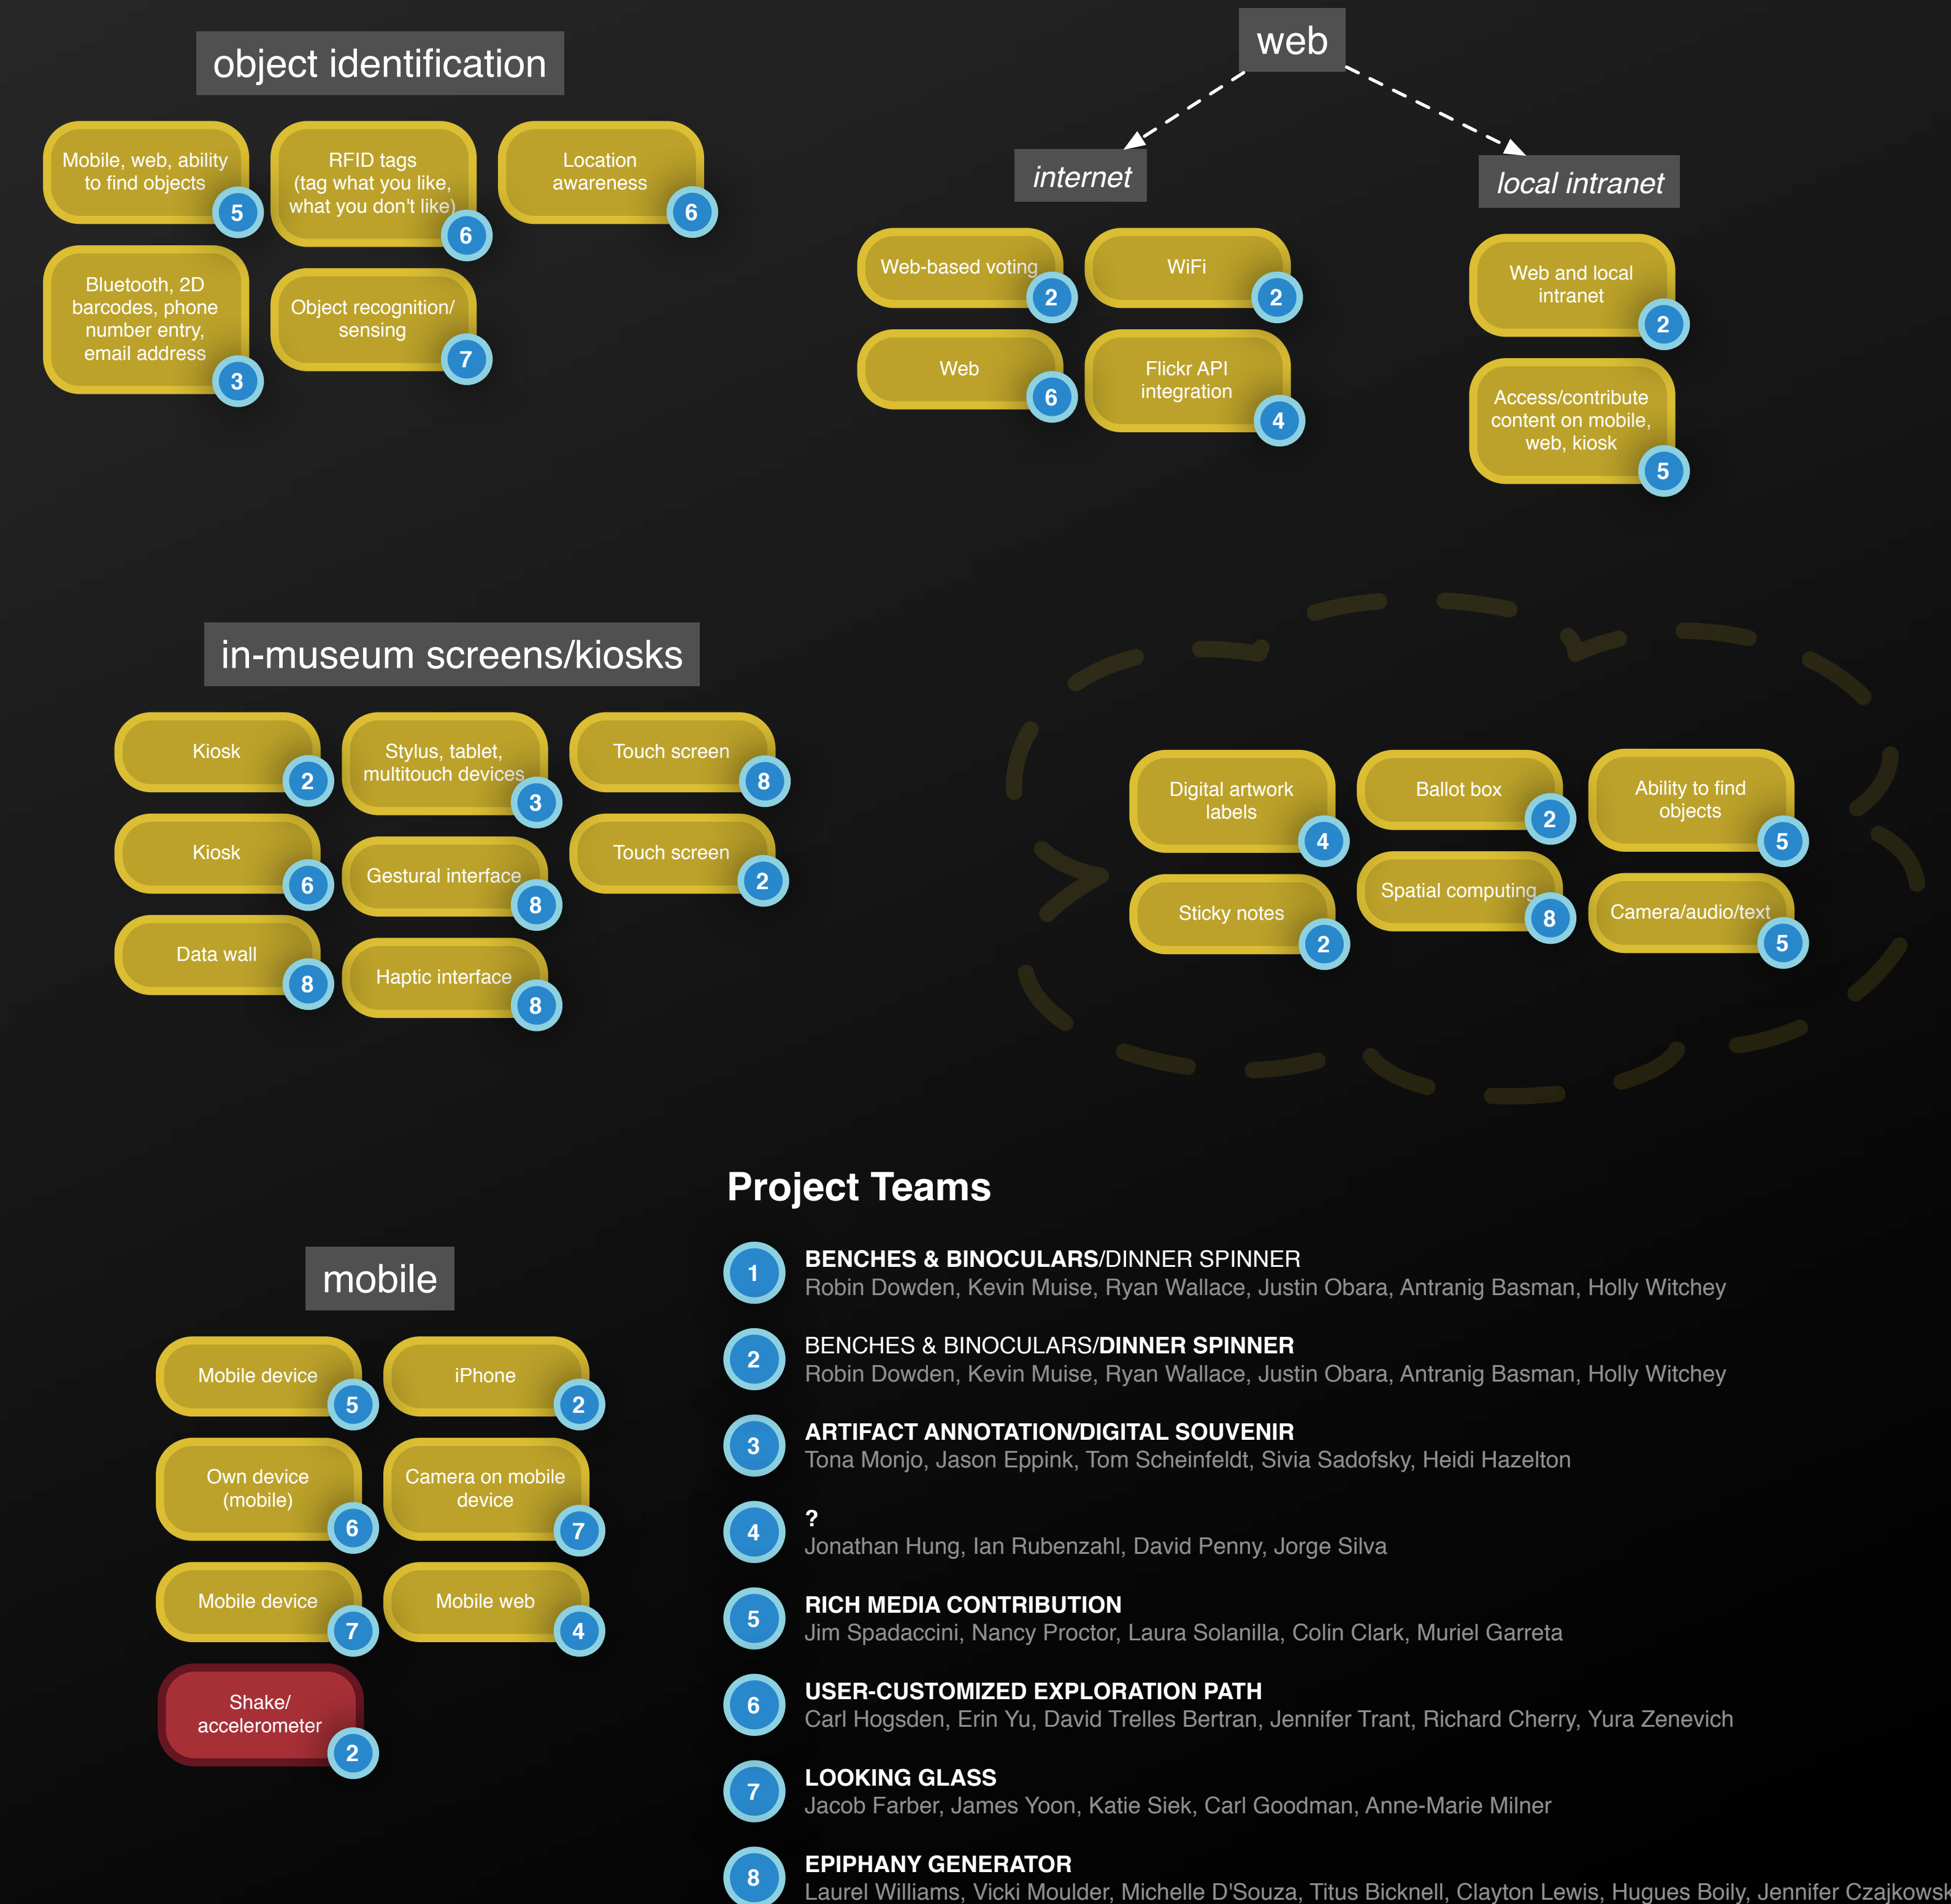 object identification
Mobile, web, ability
to find objects
5
RFID tags
(tag what you like,
what you don't like)
6
Location
awareness
6
Bluetooth, 2D
barcodes, phone
number entry,
email address
3
Object recognition/
sensing
7
web
internet
local intranet
Web-based voting
2
WiFi
2
Web
6
Flickr API
integration
4
Web and local
intranet
2
Access/contribute
content on mobile,
web, kiosk
5
in-museum screens/kiosks
Kiosk
2
Stylus, tablet,
multitouch devices
3
Touch screen
8
Kiosk
6
Gestural interface
8
Touch screen
2
Data wall
8
Haptic interface
8
Digital artwork
labels
4
Ballot box
2
Ability to find
objects
5
Sticky notes
2
Spatial computing
8
Camera/audio/text
5
mobile
Mobile device
5
iPhone
2
Own device
(mobile)
6
Camera on mobile
device
7
Mobile device
7
Mobile web
4
Shake/
accelerometer
2
Project Teams
1
BENCHES & BINOCULARS/DINNER SPINNER
Robin Dowden, Kevin Muise, Ryan Wallace, Justin Obara, Antranig Basman, Holly Witchey
2
BENCHES & BINOCULARS/DINNER SPINNER
Robin Dowden, Kevin Muise, Ryan Wallace, Justin Obara, Antranig Basman, Holly Witchey
3
ARTIFACT ANNOTATION/DIGITAL SOUVENIR
Tona Monjo, Jason Eppink, Tom Scheinfeldt, Sivia Sadofsky, Heidi Hazelton
4
?
Jonathan Hung, Ian Rubenzahl, David Penny, Jorge Silva
5
RICH MEDIA CONTRIBUTION
Jim Spadaccini, Nancy Proctor, Laura Solanilla, Colin Clark, Muriel Garreta
6
USER-CUSTOMIZED EXPLORATION PATH
Carl Hogsden, Erin Yu, David Trelles Bertran, Jennifer Trant, Richard Cherry, Yura Zenevich
7
LOOKING GLASS
Jacob Farber, James Yoon, Katie Siek, Carl Goodman, Anne-Marie Milner
8
EPIPHANY GENERATOR
Laurel Williams, Vicki Moulder, Michelle D'Souza, Titus Bicknell, Clayton Lewis, Hugues Boily, Jennifer